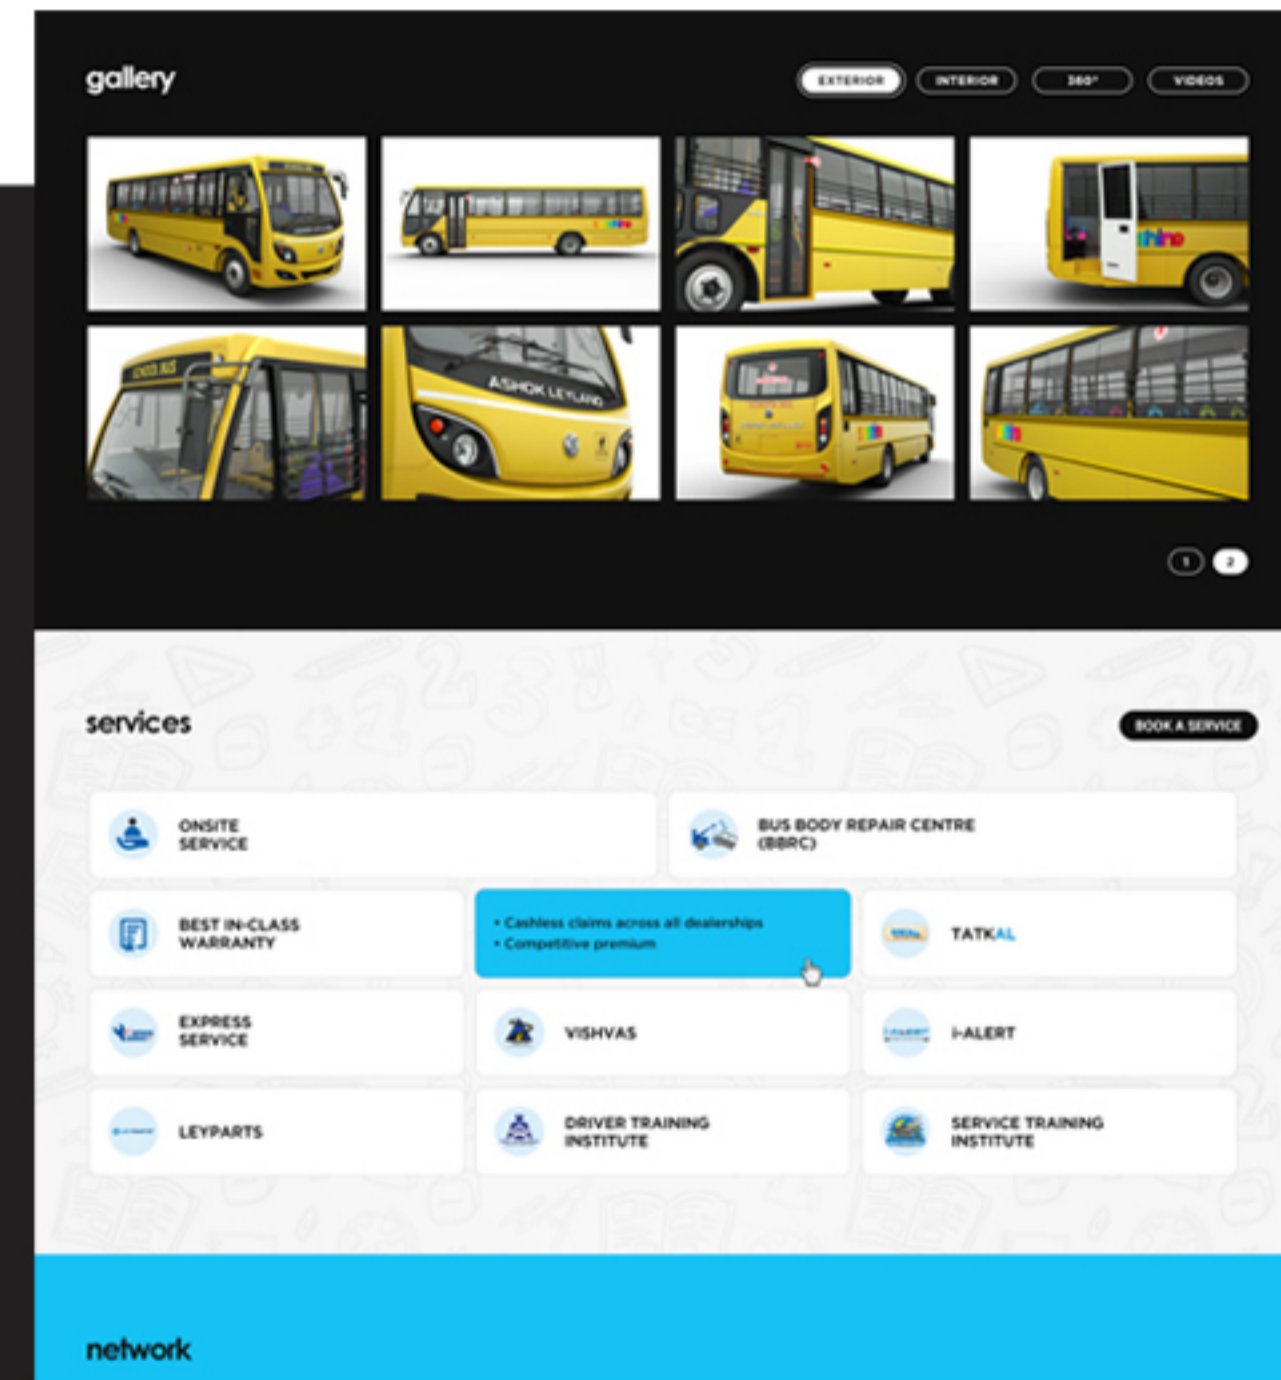 gallery
EXTERIOR
INTERIOR
360°
VIDEOS
SCHOOL BUS
ASHOK LEYLAND
1
2
services
BOOK A SERVICE
ONSITE
SERVICE
BUS BODY REPAIR CENTRE
(BBRC)
BEST IN-CLASS
WARRANTY
• Cashless claims across all dealerships
• Competitive premium
TATKAL
EXPRESS
SERVICE
VISHVAS
i-ALERT
LEYPARTS
DRIVER TRAINING
INSTITUTE
SERVICE TRAINING
INSTITUTE
network